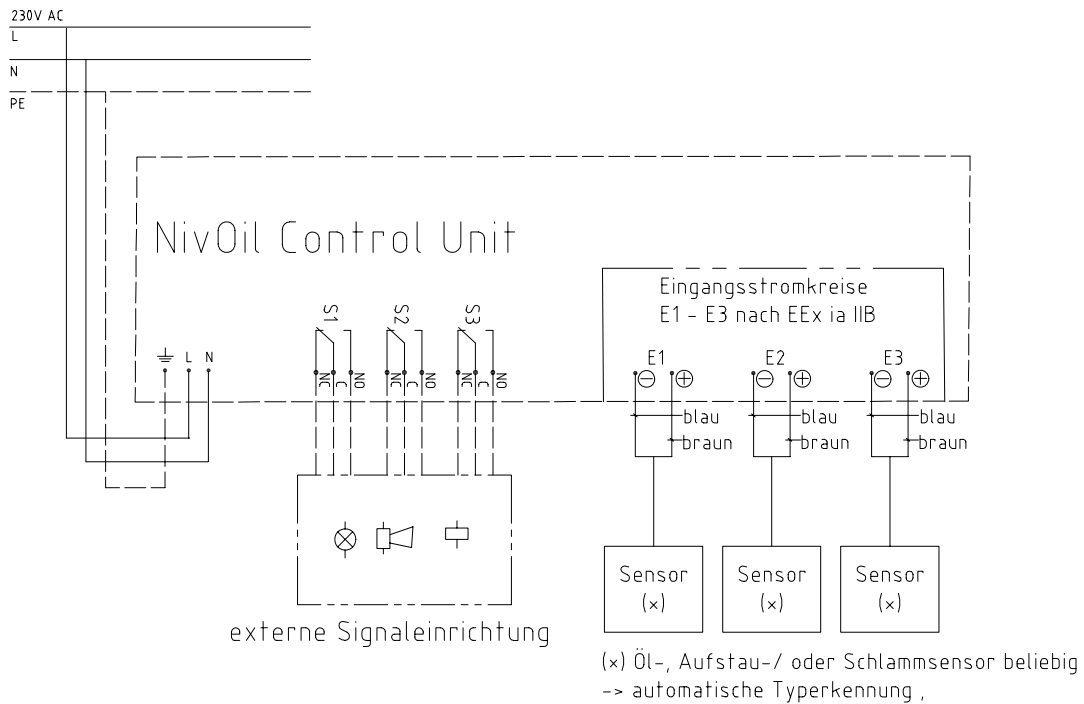 230V AC
L
N
PE
NivOil Control Unit
Eingangsstromkreise
E1 - E3 nach EEx ia IIB
S1 S2 S3
L N
NC C NO NC C NO NC C NO
E1 E2 E3
- + - + - +
blau blau blau
braun braun braun
Sensor Sensor Sensor
(x) (x) (x)
externe Signaleinrichtung
(x) Öl-, Aufstau-/ oder Schlammsensor beliebig
-> automatische Typerkennung ,